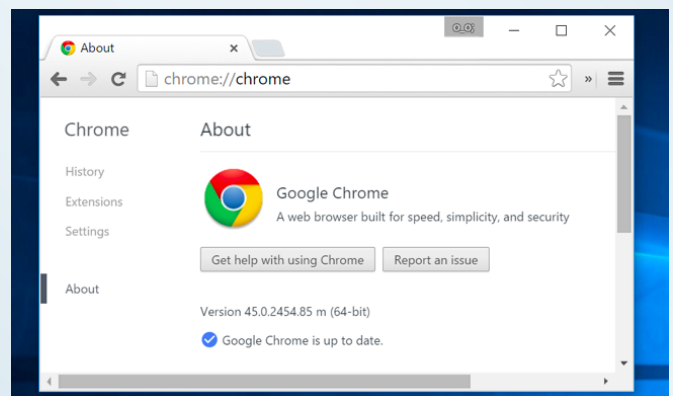 o_o;
About
chrome://chrome
»
Chrome
About
History
Extensions
Settings
About
Google Chrome
A web browser built for speed, simplicity, and security
Get help with using Chrome
Report an issue
Version 45.0.2454.85 m (64-bit)
Google Chrome is up to date.